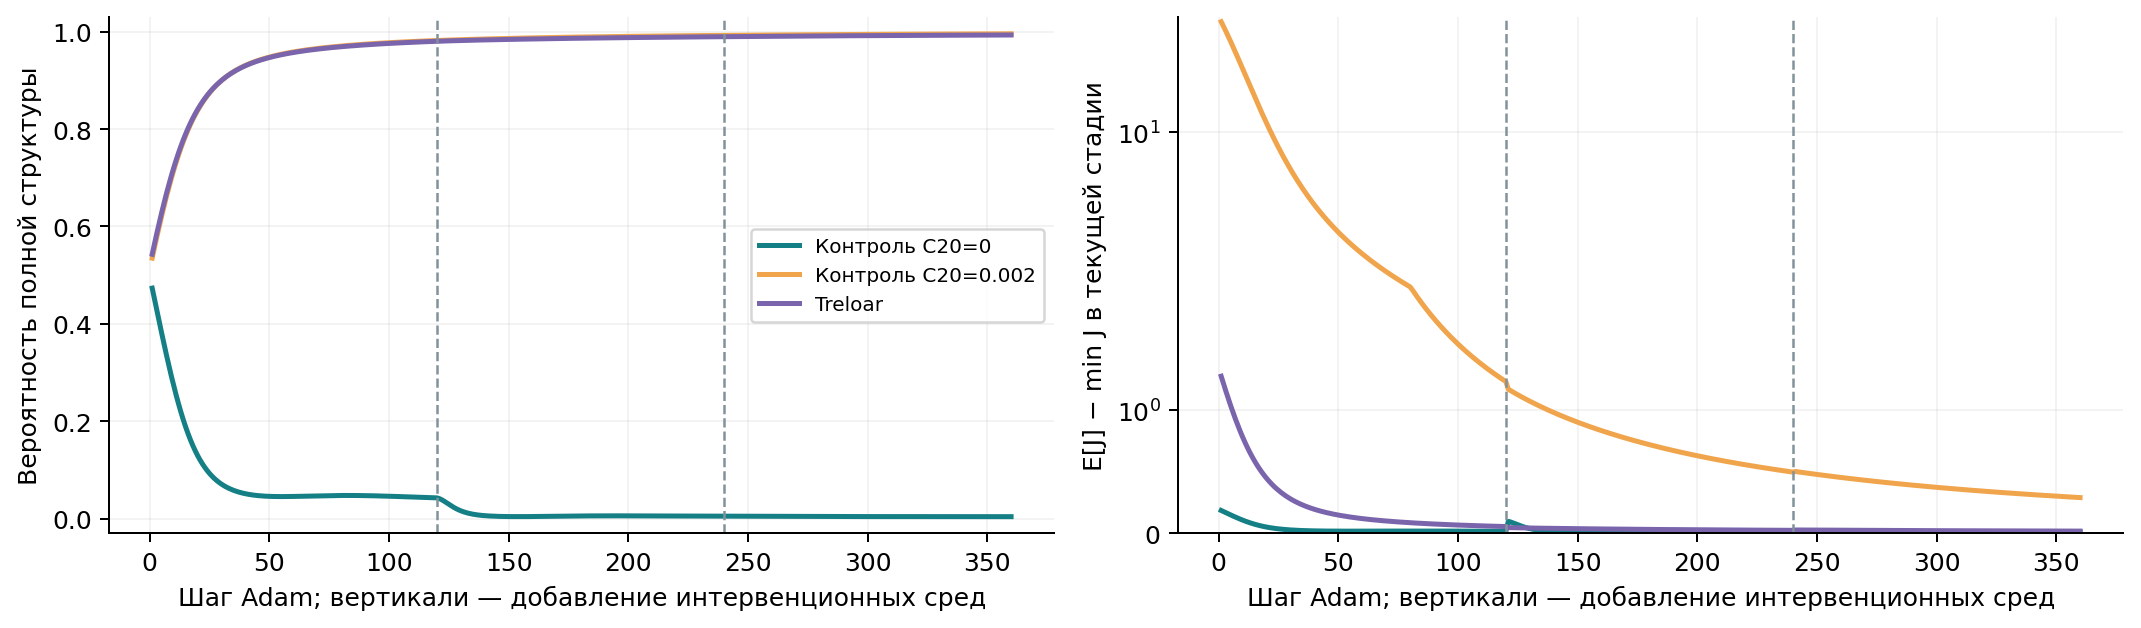 Вероятность полной структуры
1.0
0.8
0.6
0.4
0.2
0.0
0 50 100 150 200 250 300 350
Шаг Adam; вертикали — добавление интервенционных сред
Контроль C20=0
Контроль C20=0.002
Treloar
E[J] − min J в текущей стадии
10¹
10⁰
0
0 50 100 150 200 250 300 350
Шаг Adam; вертикали — добавление интервенционных сред